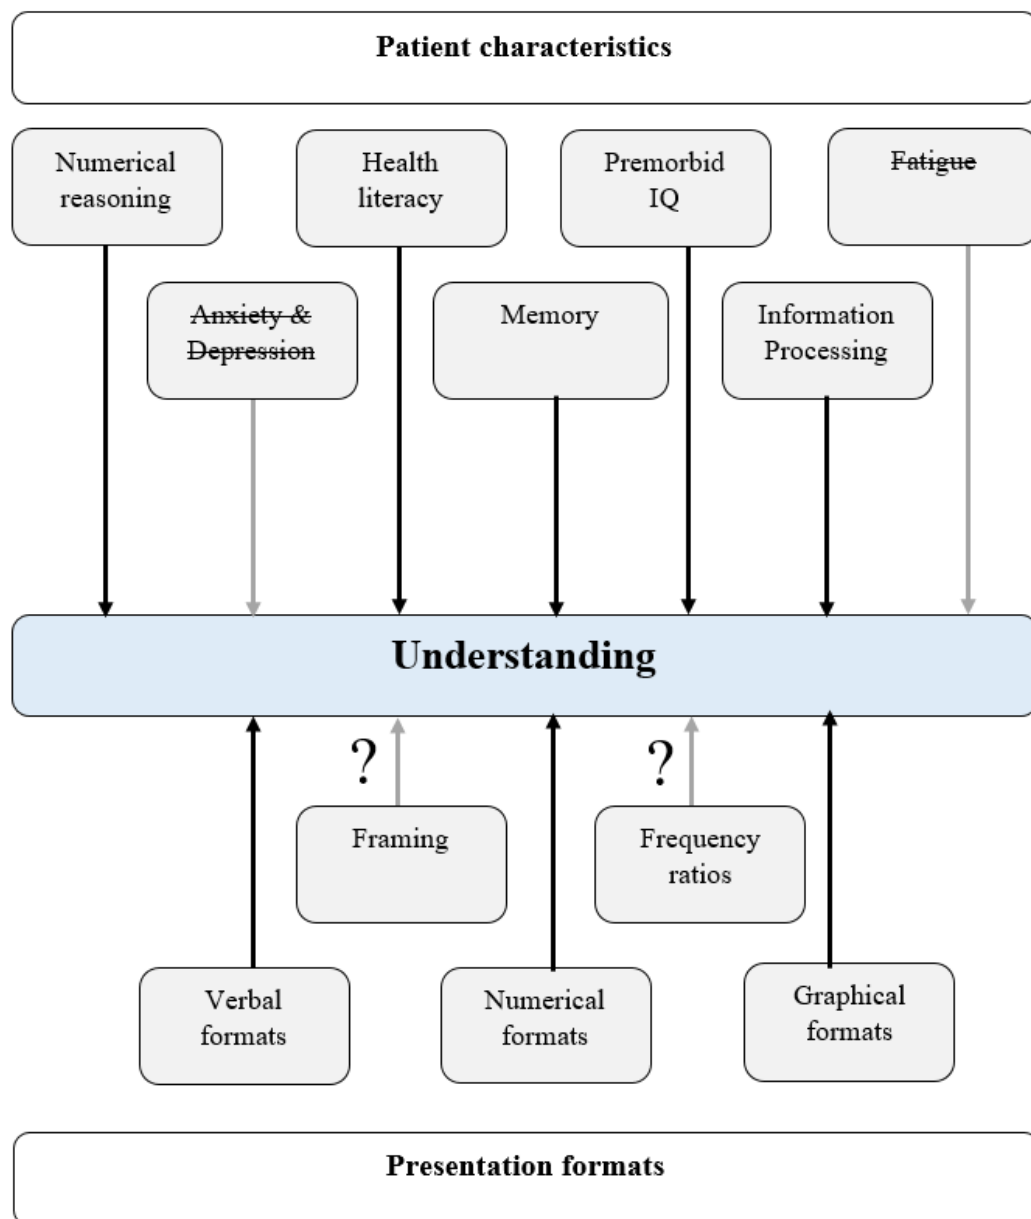 Patient characteristics
Numerical
reasoning
Health
literacy
Premorbid
IQ
Fatigue
Anxiety &
Depression
Memory
Information
Processing
Understanding
?
?
Framing
Frequency
ratios
Verbal
formats
Numerical
formats
Graphical
formats
Presentation formats